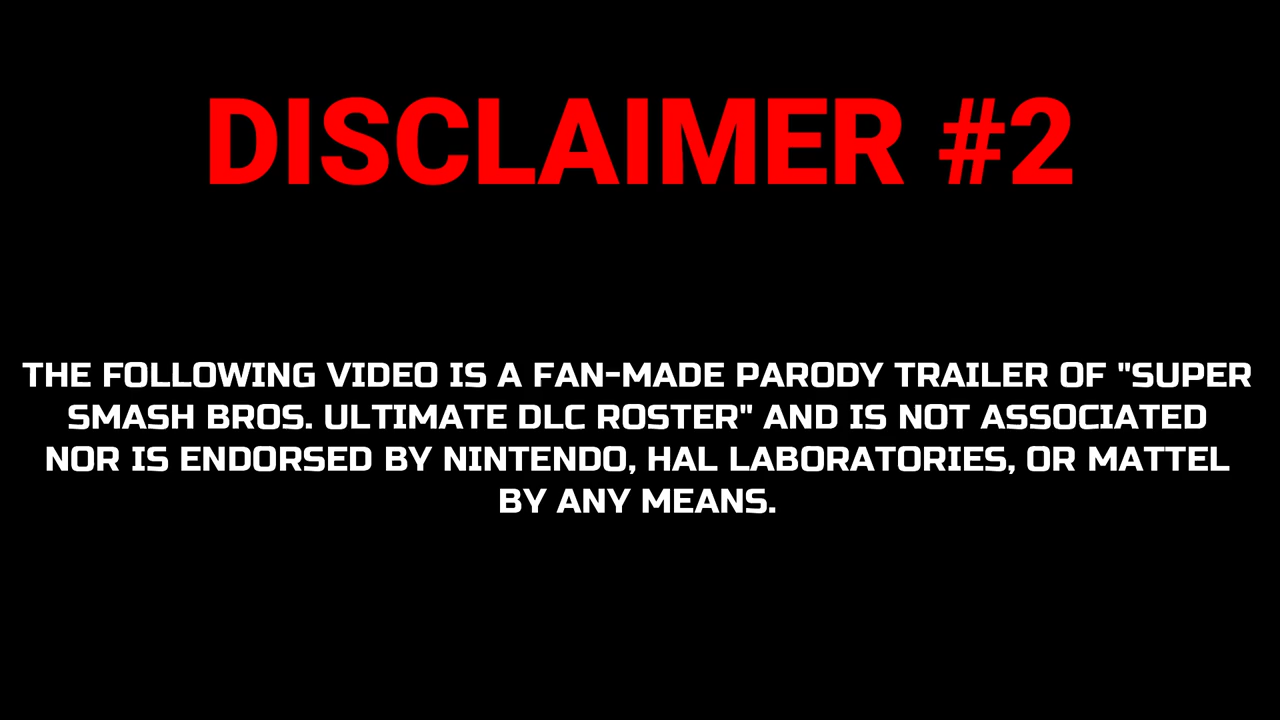 DISCLAIMER #2
THE FOLLOWING VIDEO IS A FAN-MADE PARODY TRAILER OF "SUPER
SMASH BROS. ULTIMATE DLC ROSTER" AND IS NOT ASSOCIATED
NOR IS ENDORSED BY NINTENDO, HAL LABORATORIES, OR MATTEL
BY ANY MEANS.